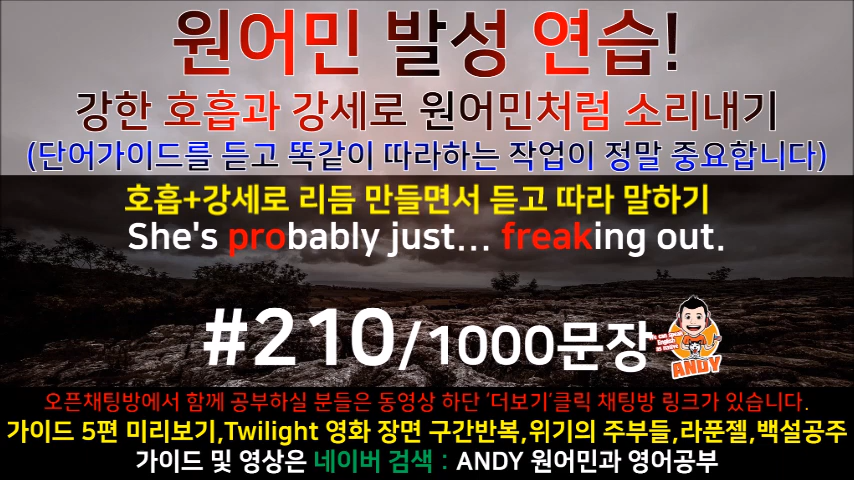 원어민 발성 연습!
강한 호흡과 강세로 원어민처럼 소리내기
(단어가이드를 듣고 똑같이 따라하는 작업이 정말 중요합니다)
호흡+강세로 리듬 만들면서 듣고 따라 말하기
She's probably just... freaking out.
#210/1000문장
ANDY
오픈채팅방에서 함께 공부하실 분들은 동영상 하단 '더보기'클릭 채팅방 링크가 있습니다.
가이드 5편 미리보기,Twilight 영화 장면 구간반복,위기의 주부들,라푼젤,백설공주
가이드 및 영상은 네이버 검색 : ANDY 원어민과 영어공부